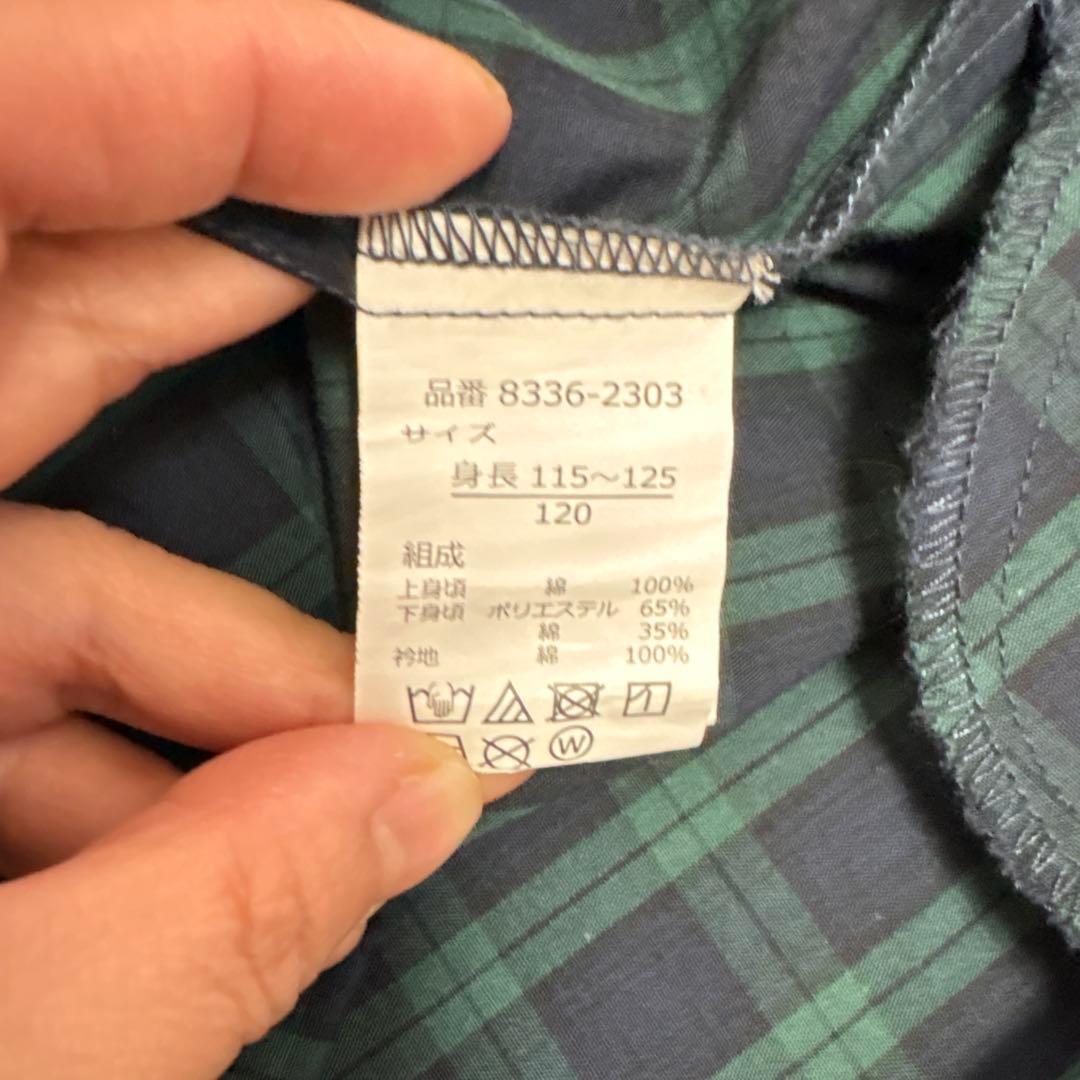 品番 8336-2303
サイズ
身長 115～125
120
組成
上身頃 綿 100%
下身頃 ポリエステル 65%
綿 35%
衿地 綿 100%
W